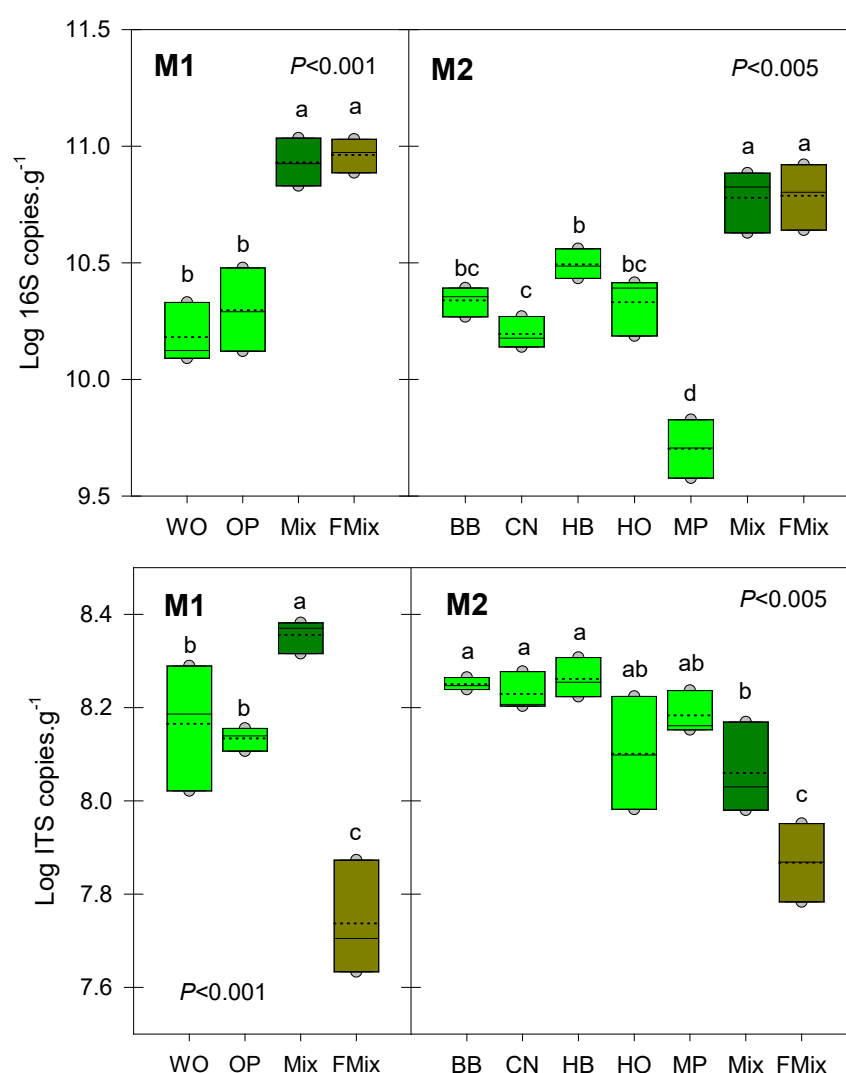 11.5
M1
P<0.001
M2
P<0.005
a
a
a
a
11.0
Log 16S copies.g-1
b
b
bc
c
b
bc
d
10.5
10.0
9.5
WO OP Mix FMix BB CN HB HO MP Mix FMix
M1
M2
P<0.005
8.4
a
b
b
c
a
a
a
ab
ab
b
c
8.2
Log ITS copies.g-1
8.0
7.8
7.6
P<0.001
WO OP Mix FMix BB CN HB HO MP Mix FMix